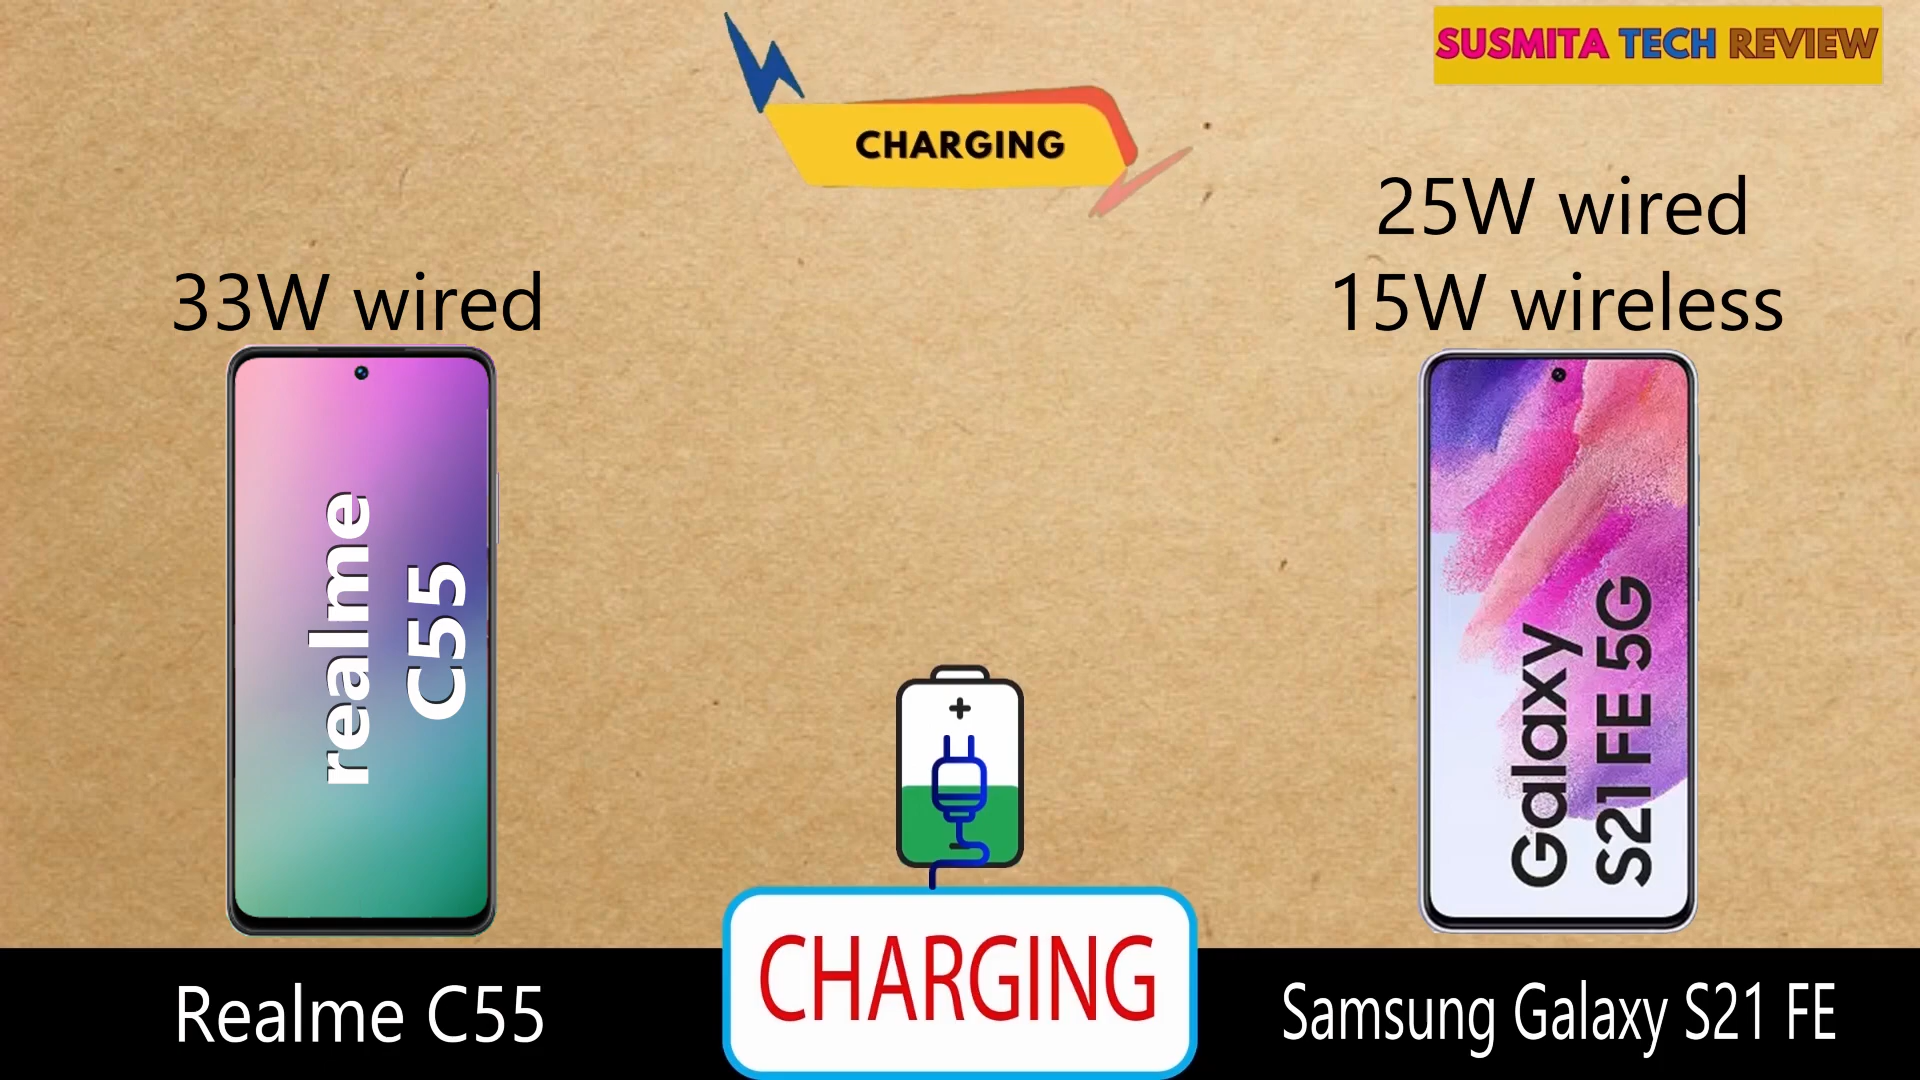 SUSMITA TECH REVIEW
CHARGING
33W wired
25W wired
15W wireless
realme
C55
Galaxy
S21 FE 5G
CHARGING
Realme C55
Samsung Galaxy S21 FE